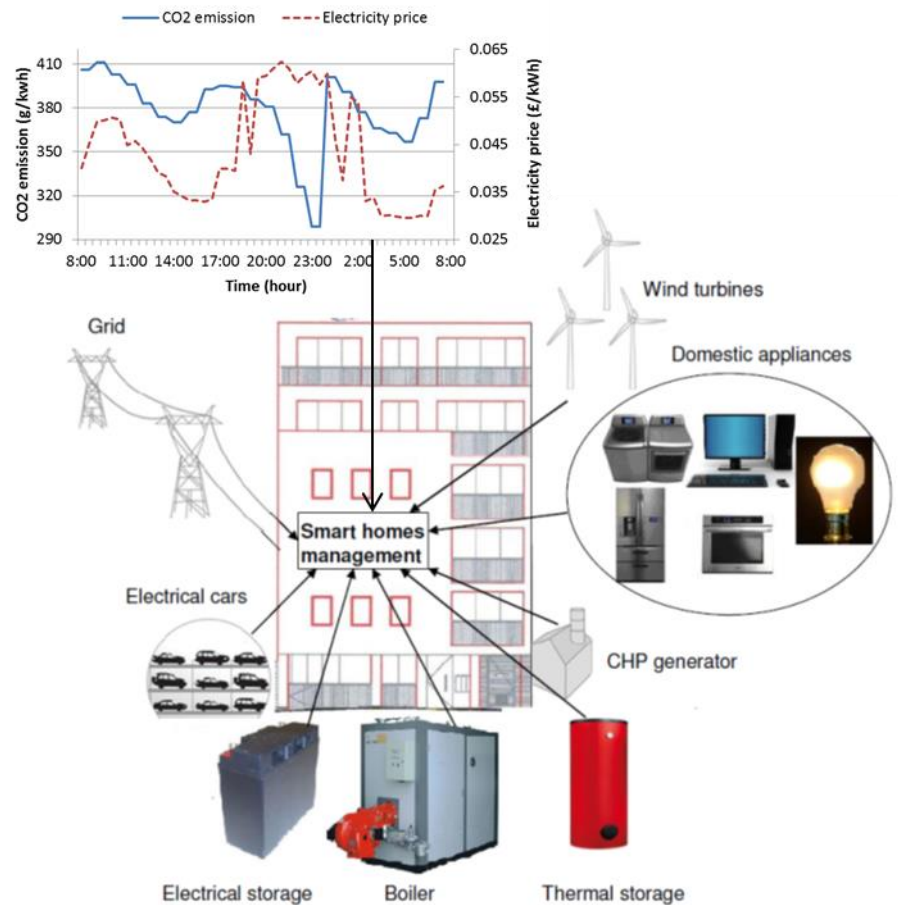 CO2 emission
Electricity price
CO2 emission (g/kwh)
410
380
350
320
290
0.065
0.055
0.045
0.035
0.025
Electricity price (£/kWh)
8:00 11:00 14:00 17:00 20:00 23:00 2:00 5:00 8:00
Time (hour)
Grid
Wind turbines
Domestic appliances
Smart homes
management
Electrical cars
CHP generator
Electrical storage
Boiler
Thermal storage